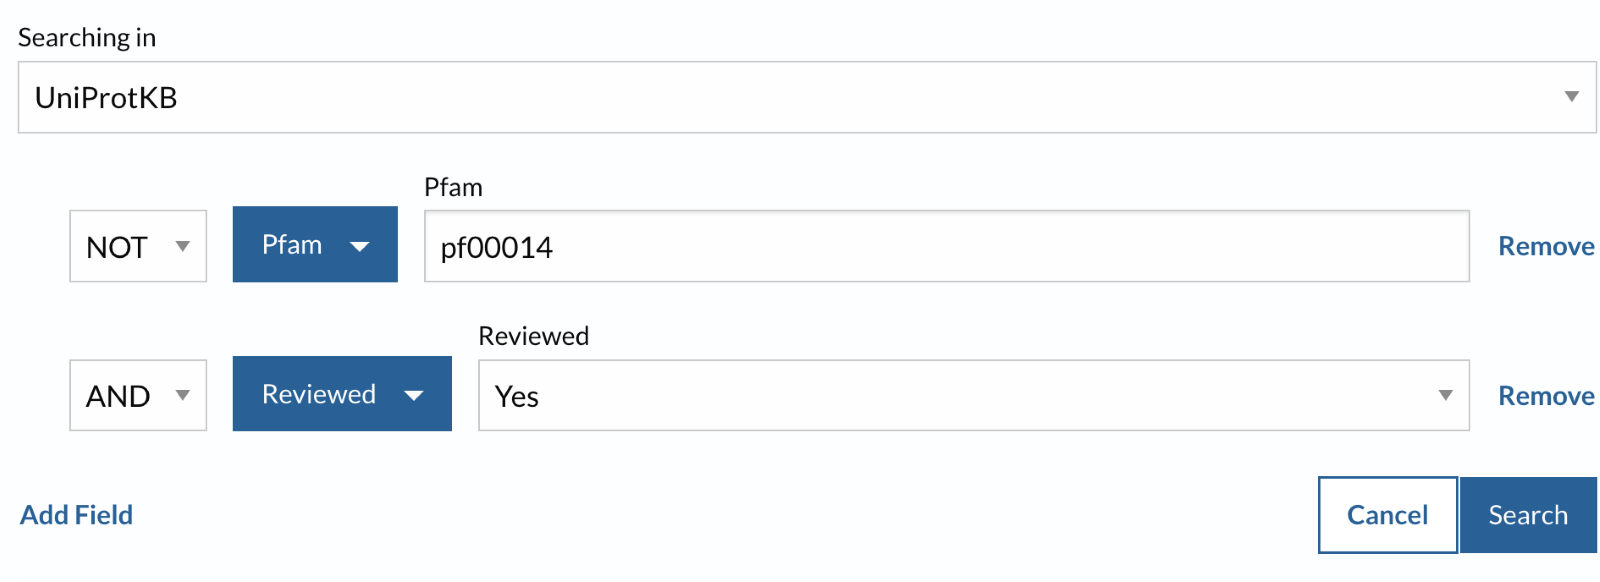 Searching in
UniProtKB
Pfam
NOT Pfam pf00014 Remove
Reviewed
AND Reviewed Yes Remove
Add Field Cancel Search